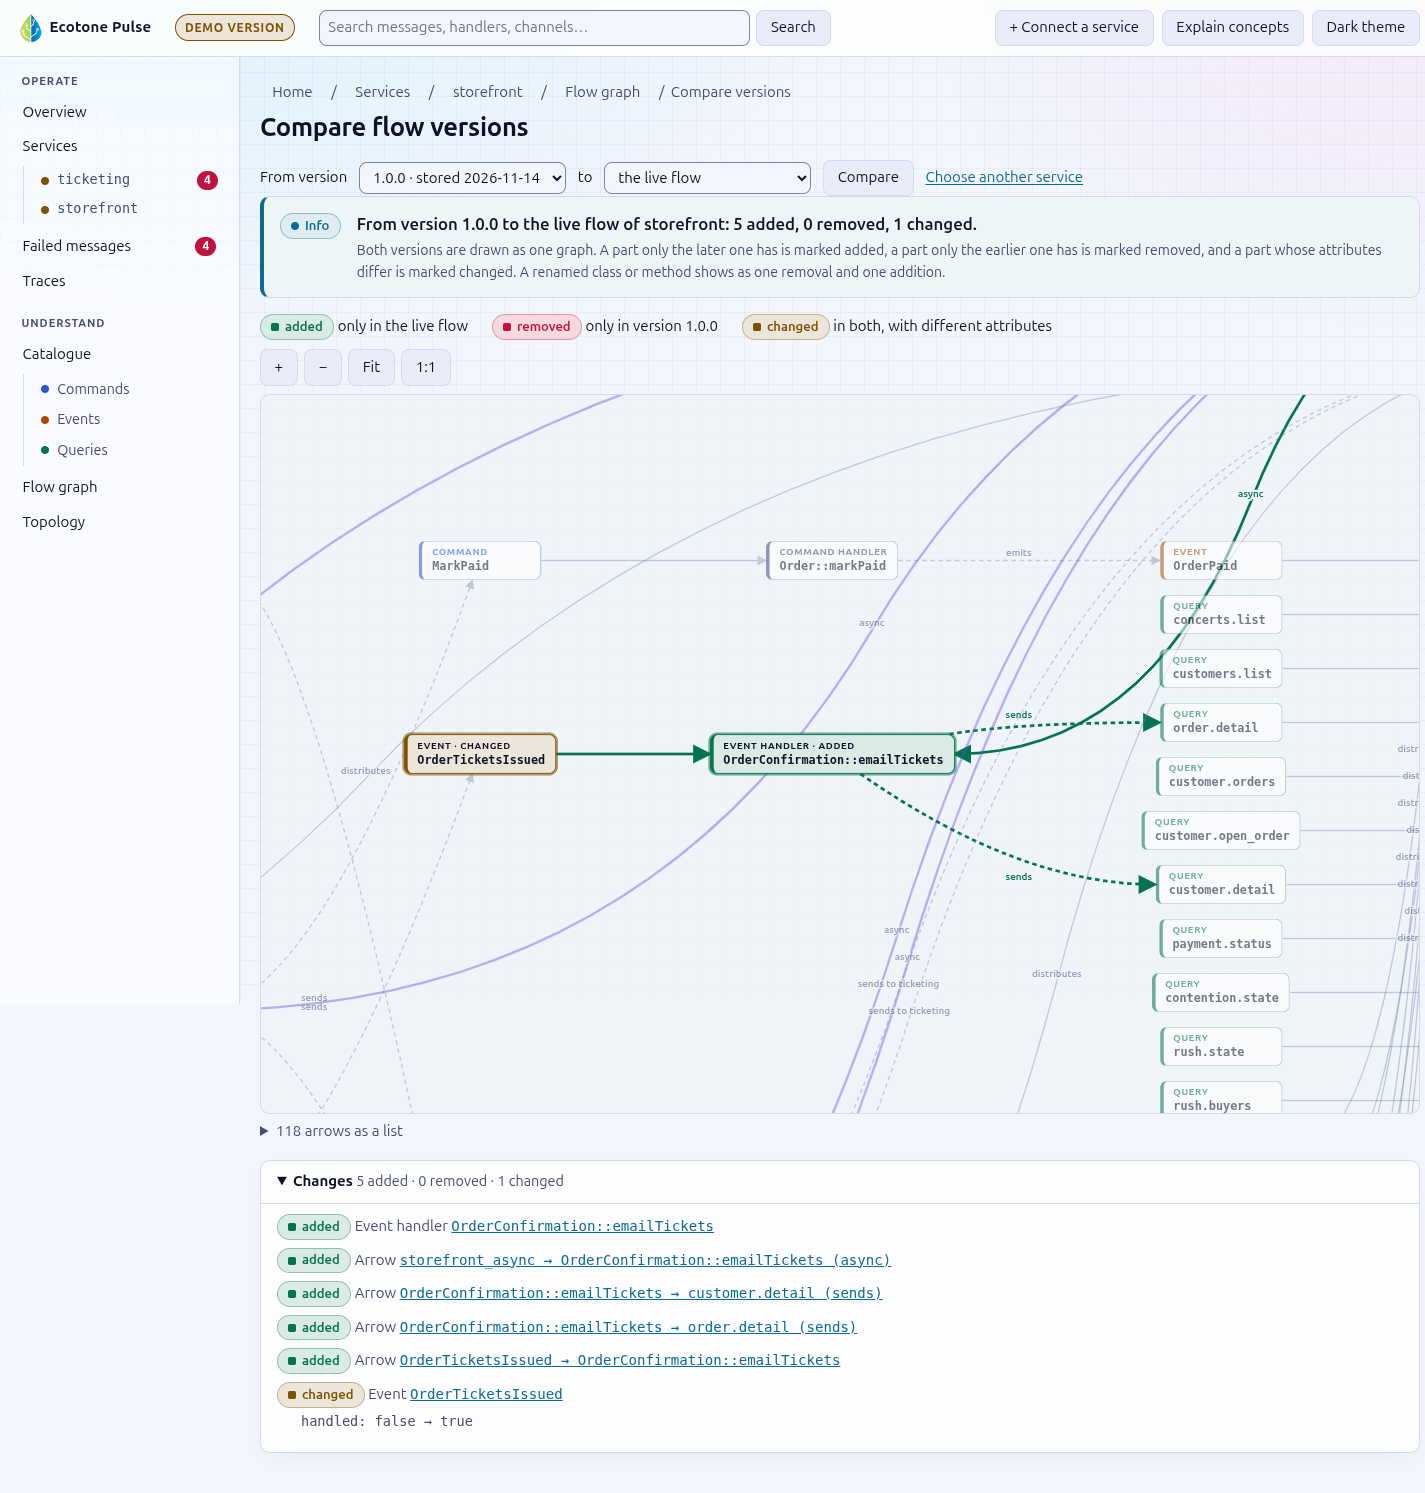 Ecotone Pulse
DEMO VERSION
Search messages, handlers, channels…
Search
+ Connect a service
Explain concepts
Dark theme
OPERATE
Overview
Services
ticketing 4
storefront
Failed messages 4
Traces
UNDERSTAND
Catalogue
Commands
Events
Queries
Flow graph
Topology
Home / Services / storefront / Flow graph / Compare versions
Compare flow versions
From version 1.0.0 · stored 2026-11-14 to the live flow Compare Choose another service
Info
From version 1.0.0 to the live flow of storefront: 5 added, 0 removed, 1 changed.
Both versions are drawn as one graph. A part only the later one has is marked added, a part only the earlier one has is marked removed, and a part whose attributes
differ is marked changed. A renamed class or method shows as one removal and one addition.
added only in the live flow removed only in version 1.0.0 changed in both, with different attributes
+ − Fit 1:1
async
COMMAND
MarkPaid
COMMAND HANDLER
Order::markPaid
emits
EVENT
OrderPaid
QUERY
concerts.list
async
QUERY
customers.list
sends
QUERY
order.detail
EVENT · CHANGED
OrderTicketsIssued
EVENT HANDLER · ADDED
OrderConfirmation::emailTickets
distr
distributes
QUERY
customer.orders
dist
distr
QUERY
customer.open_order
dis
distri
sends
QUERY
customer.detail
distr
dist
async
QUERY
payment.status
distr
async
distributes
sends to ticketing
QUERY
contention.state
sends
sends
sends to ticketing
QUERY
rush.state
QUERY
rush.buyers
118 arrows as a list
Changes 5 added · 0 removed · 1 changed
added Event handler OrderConfirmation::emailTickets
added Arrow storefront_async → OrderConfirmation::emailTickets (async)
added Arrow OrderConfirmation::emailTickets → customer.detail (sends)
added Arrow OrderConfirmation::emailTickets → order.detail (sends)
added Arrow OrderTicketsIssued → OrderConfirmation::emailTickets
changed Event OrderTicketsIssued
handled: false → true